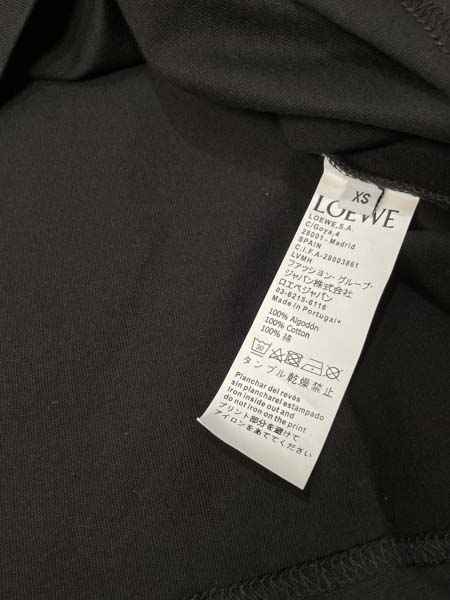 XS
LOEWE
LOEWE,S.A.
C/Goya,4
28001-Madrid
SPAIN
C.I.F.A-28003861
LVMH
ファッション・グループ・
ジャパン株式会社
ロエベジャパン
03-6215-6116
Made in Portugal+
100% Algodón
100% Cotton
100% 綿
30
タンブル乾燥禁止
Planchar del revés
sin plancharel estampado
Iron inside out and
do not Iron on the print
プリント部分を避けて
アイロンをあててください